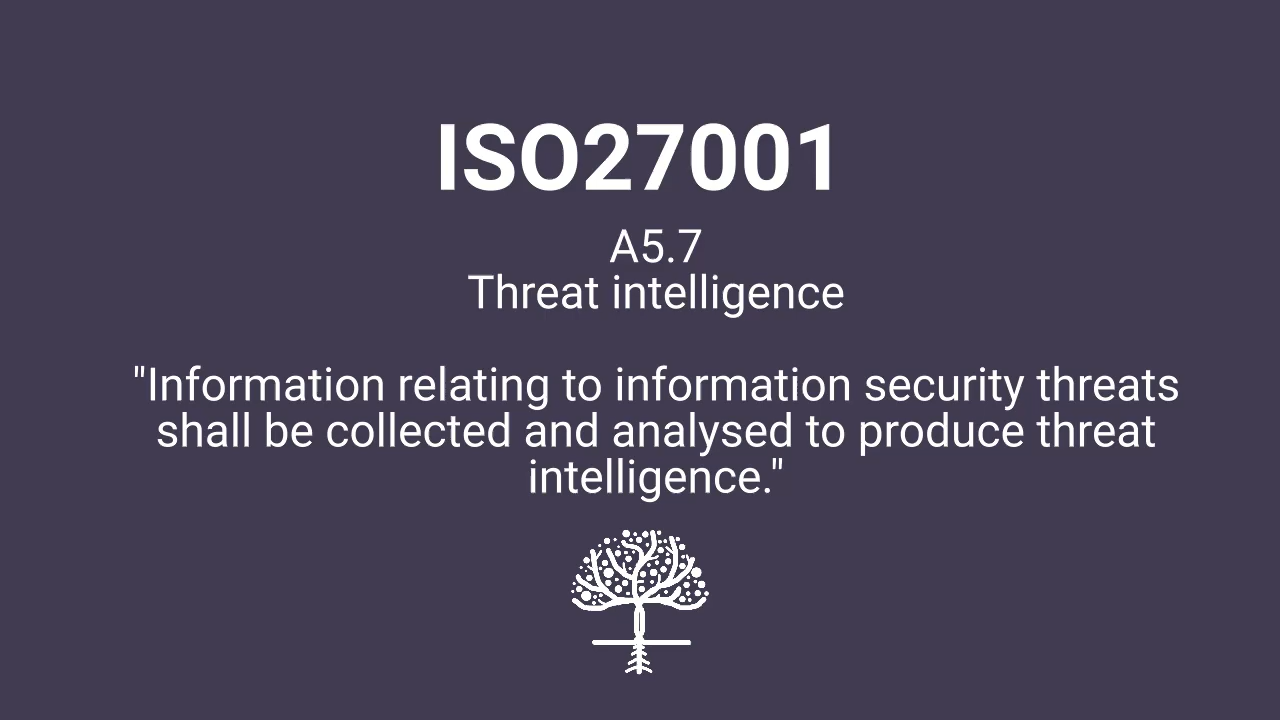 ISO27001
A5.7
Threat intelligence
"Information relating to information security threats
shall be collected and analysed to produce threat
intelligence."